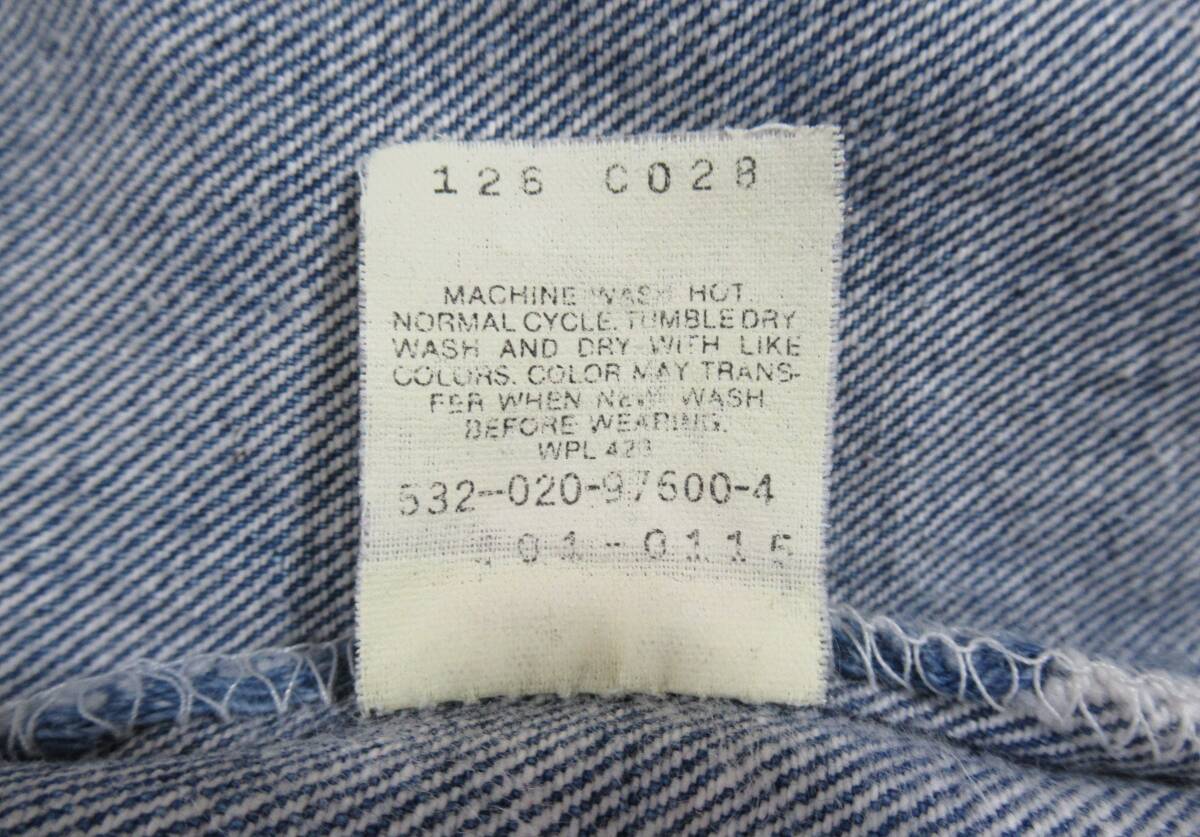 126 C028
MACHINE WASH HOT.
NORMAL CYCLE. TUMBLE DRY
WASH AND DRY WITH LIKE
COLORS. COLOR MAY TRANS-
FER WHEN NEW. WASH
BEFORE WEARING.
WPL 423
532-020-97600-4
01-0115